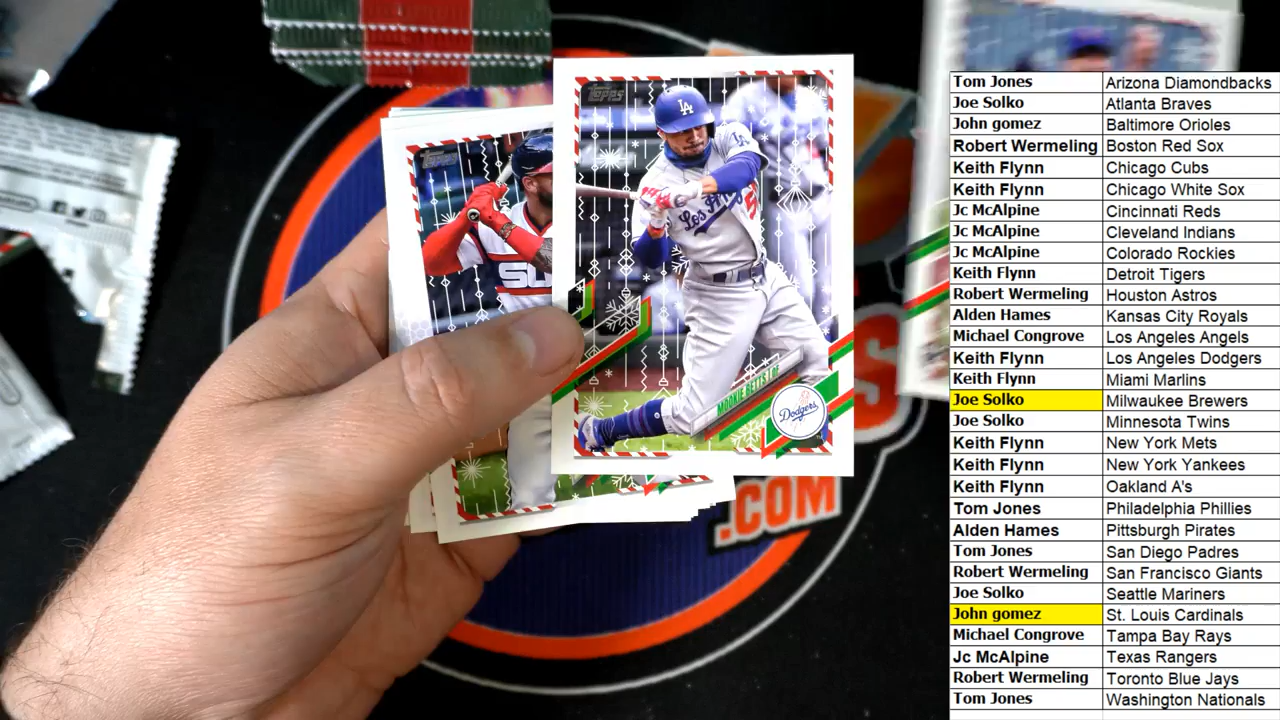 Topps
LA
Los
5
MOOKIE BETTS | OF
Dodgers
Topps
SO
.COM
S
Tom Jones Arizona Diamondbacks
Joe Solko Atlanta Braves
John gomez Baltimore Orioles
Robert Wermeling Boston Red Sox
Keith Flynn Chicago Cubs
Keith Flynn Chicago White Sox
Jc McAlpine Cincinnati Reds
Jc McAlpine Cleveland Indians
Jc McAlpine Colorado Rockies
Keith Flynn Detroit Tigers
Robert Wermeling Houston Astros
Alden Hames Kansas City Royals
Michael Congrove Los Angeles Angels
Keith Flynn Los Angeles Dodgers
Keith Flynn Miami Marlins
Joe Solko Milwaukee Brewers
Joe Solko Minnesota Twins
Keith Flynn New York Mets
Keith Flynn New York Yankees
Keith Flynn Oakland A's
Tom Jones Philadelphia Phillies
Alden Hames Pittsburgh Pirates
Tom Jones San Diego Padres
Robert Wermeling San Francisco Giants
Joe Solko Seattle Mariners
John gomez St. Louis Cardinals
Michael Congrove Tampa Bay Rays
Jc McAlpine Texas Rangers
Robert Wermeling Toronto Blue Jays
Tom Jones Washington Nationals